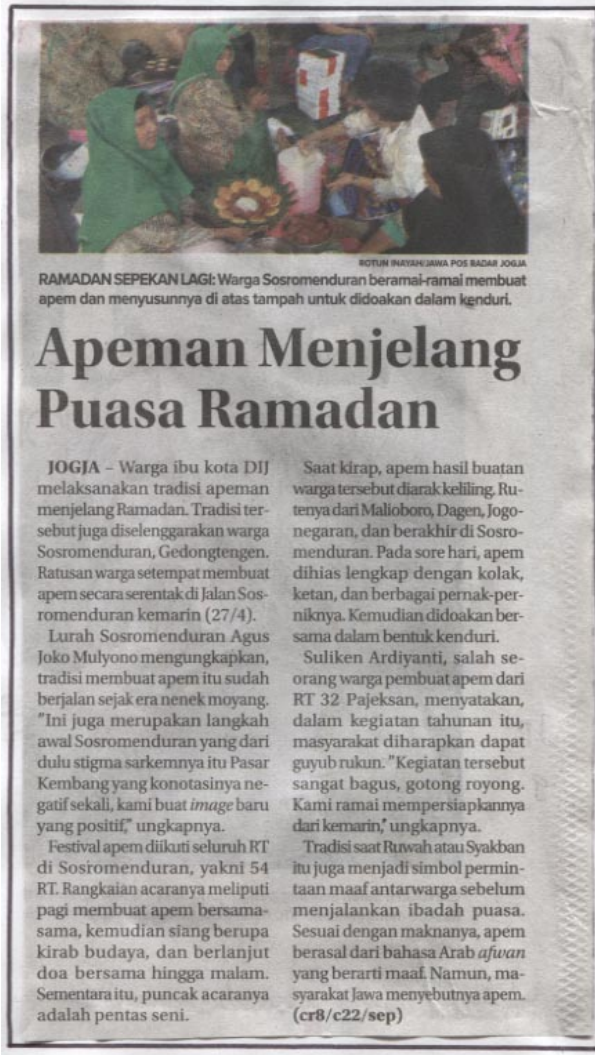 ROTUN INAYAH/JAWA POS RADAR JOGJA
RAMADAN SEPEKAN LAGI: Warga Sosromenduran beramai-ramai membuat
apem dan menyusunnya di atas tampah untuk didoakan dalam kenduri.
Apeman Menjelang
Puasa Ramadan
JOGJA – Warga ibu kota DIJ
melaksanakan tradisi apeman
menjelang Ramadan. Tradisi ter-
sebut juga diselenggarakan warga
Sosromenduran, Gedongtengen.
Ratusan warga setempat membuat
apem secara serentak di Jalan Sos-
romenduran kemarin (27/4).
Lurah Sosromenduran Agus
Joko Mulyono mengungkapkan,
tradisi membuat apem itu sudah
berjalan sejak era nenek moyang.
"Ini juga merupakan langkah
awal Sosromenduran yang dari
dulu stigma sarkemnya itu Pasar
Kembang yang konotasinya ne-
gatif sekali, kami buat image baru
yang positif," ungkapnya.
Festival apem diikuti seluruh RT
di Sosromenduran, yakni 54
RT. Rangkaian acaranya meliputi
pagi membuat apem bersama-
sama, kemudian siang berupa
kirab budaya, dan berlanjut
doa bersama hingga malam.
Sementara itu, puncak acaranya
adalah pentas seni.
Saat kirap, apem hasil buatan
warga tersebut diarak keliling. Ru-
tenya dari Malioboro, Dagen, Jogo-
negaran, dan berakhir di Sosro-
menduran. Pada sore hari, apem
dihias lengkap dengan kolak,
ketan, dan berbagai pernak-per-
niknya. Kemudian didoakan ber-
sama dalam bentuk kenduri.
Suliken Ardiyanti, salah se-
orang warga pembuat apem dari
RT 32 Pajeksan, menyatakan,
dalam kegiatan tahunan itu,
masyarakat diharapkan dapat
guyub rukun. "Kegiatan tersebut
sangat bagus, gotong royong.
Kami ramai mempersiapkannya
dari kemarin," ungkapnya.
Tradisi saat Ruwah atau Syakban
itu juga menjadi simbol permin-
taan maaf antarwarga sebelum
menjalankan ibadah puasa.
Sesuai dengan maknanya, apem
berasal dari bahasa Arab afwan
yang berarti maaf. Namun, ma-
syarakat Jawa menyebutnya apem.
(cr8/c22/sep)